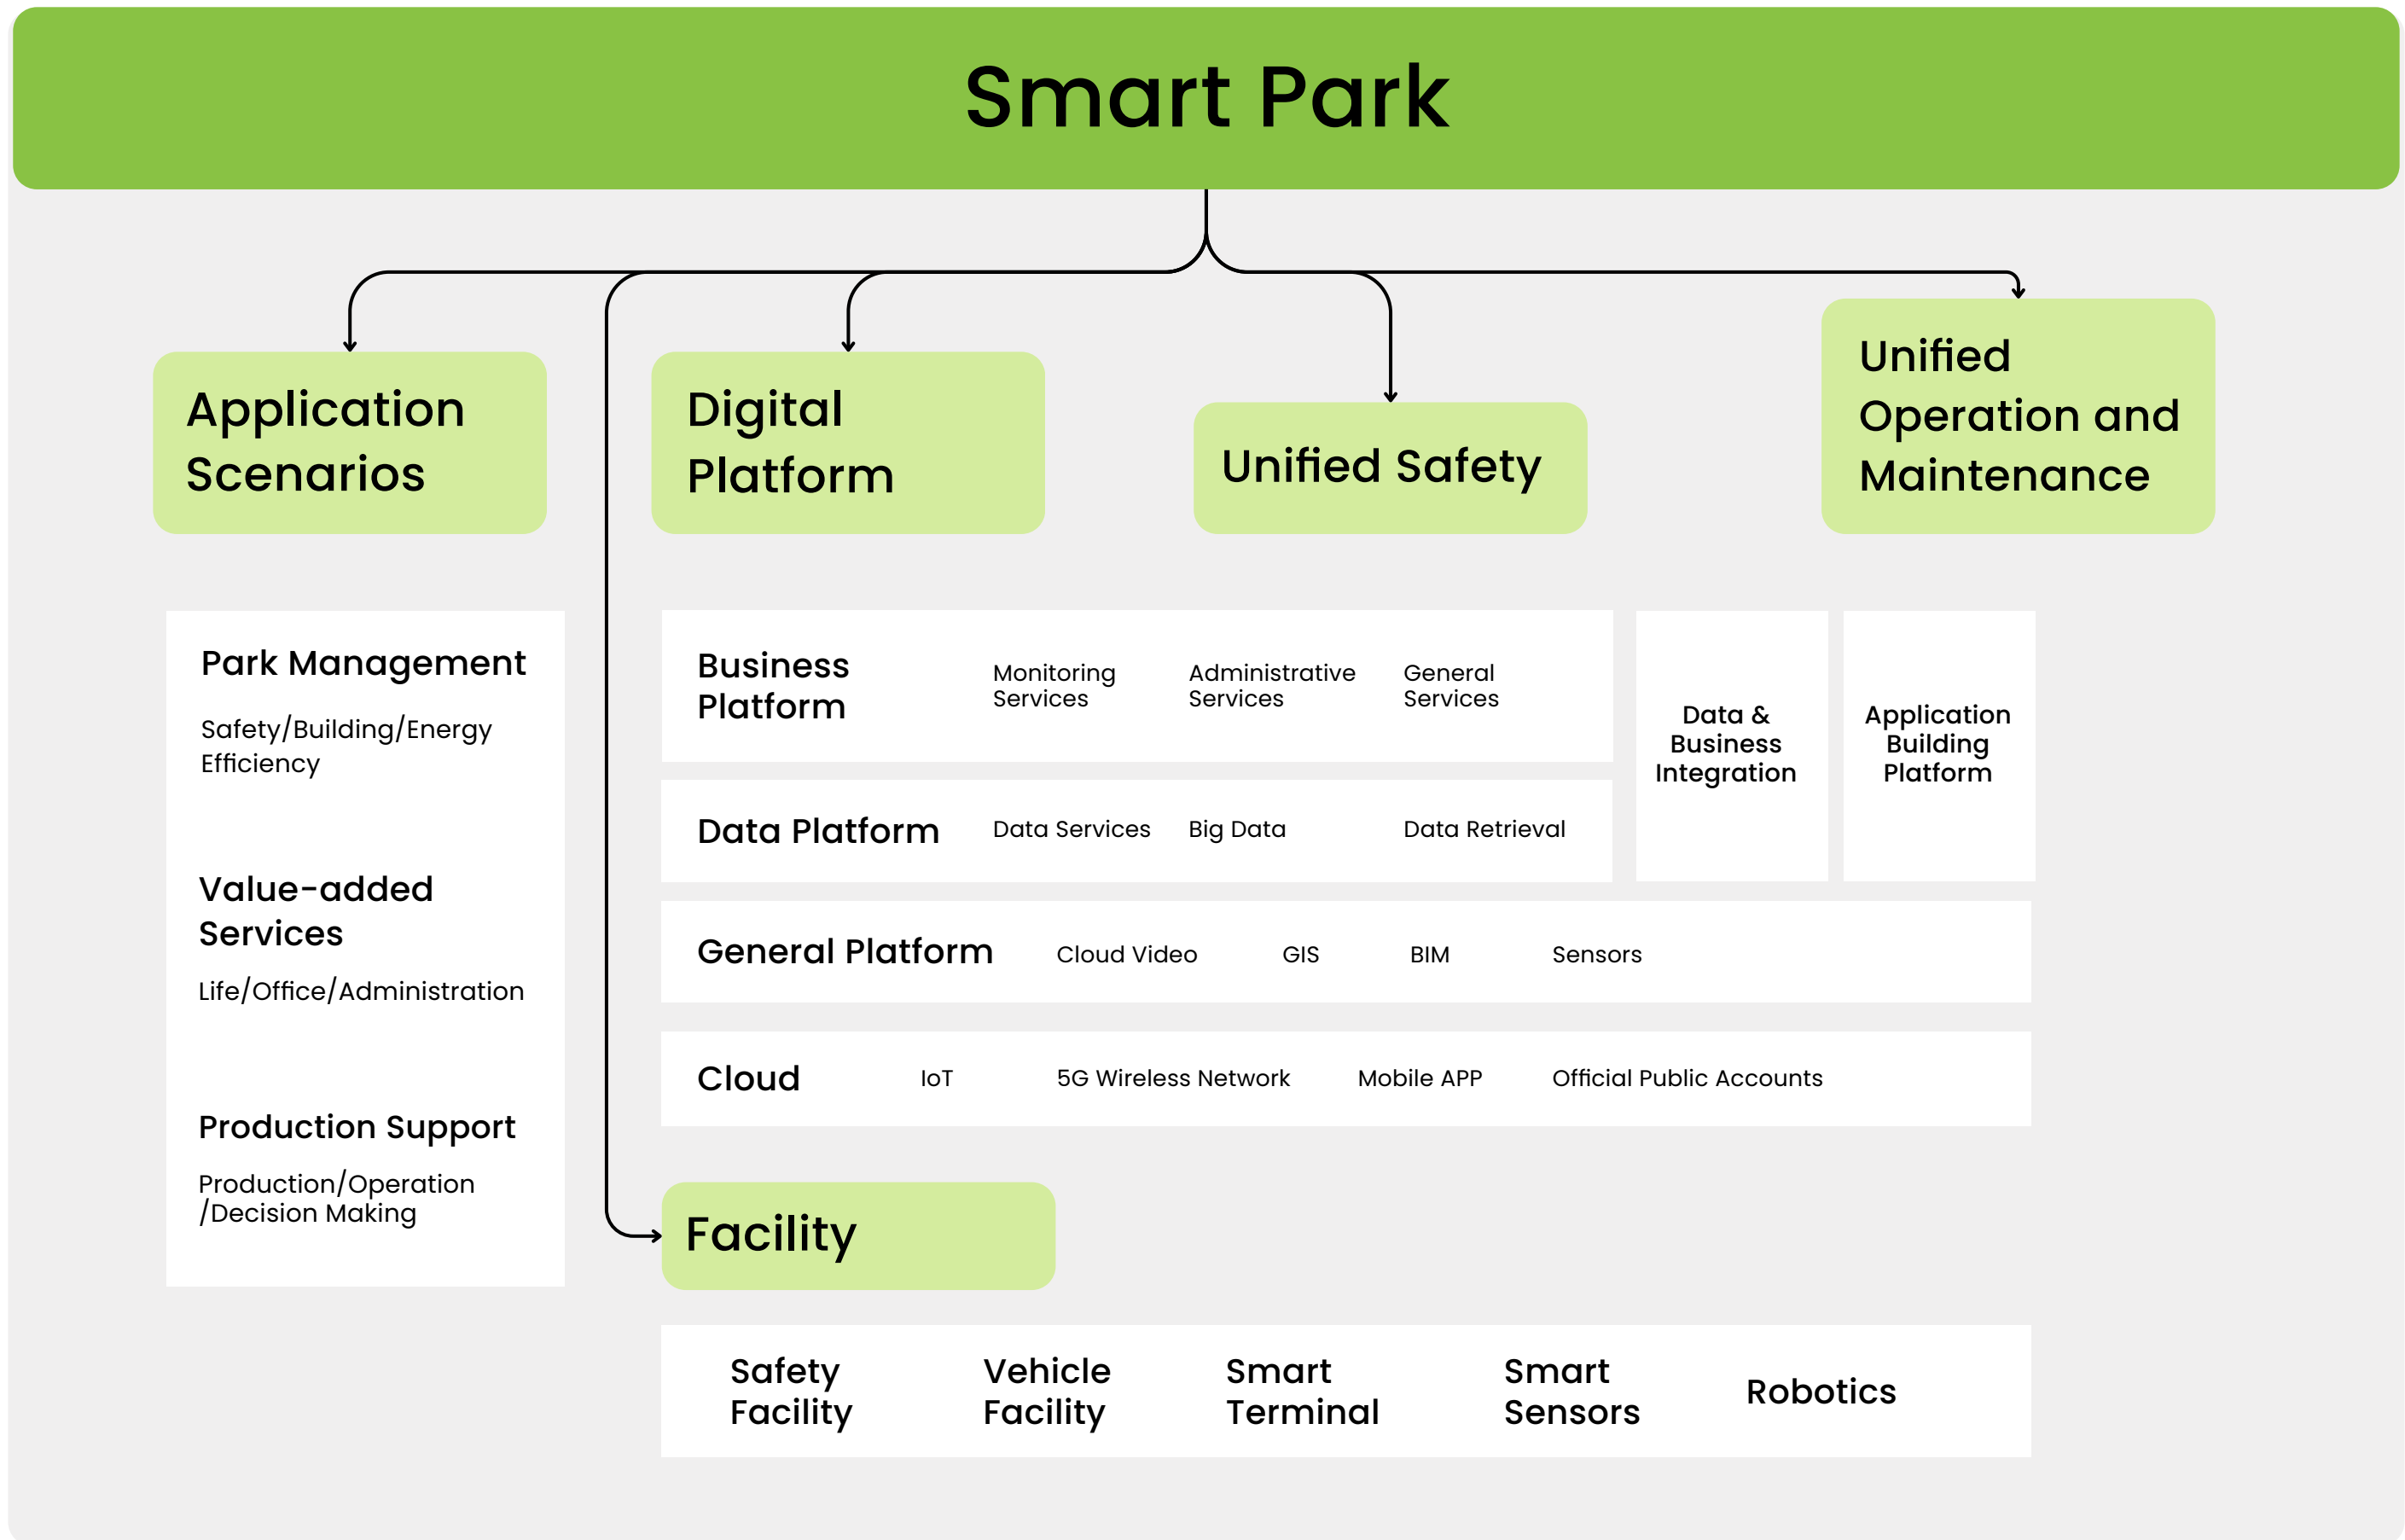 Smart Park
Application
Scenarios
Digital
Platform
Unified Safety
Unified
Operation and
Maintenance
Park Management
Safety/Building/Energy
Efficiency
Value-added
Services
Life/Office/Administration
Production Support
Production/Operation
/Decision Making
Business
Platform
Monitoring
Services
Administrative
Services
General
Services
Data Platform
Data Services
Big Data
Data Retrieval
Data &
Business
Integration
Application
Building
Platform
General Platform
Cloud Video
GIS
BIM
Sensors
Cloud
IoT
5G Wireless Network
Mobile APP
Official Public Accounts
Facility
Safety
Facility
Vehicle
Facility
Smart
Terminal
Smart
Sensors
Robotics